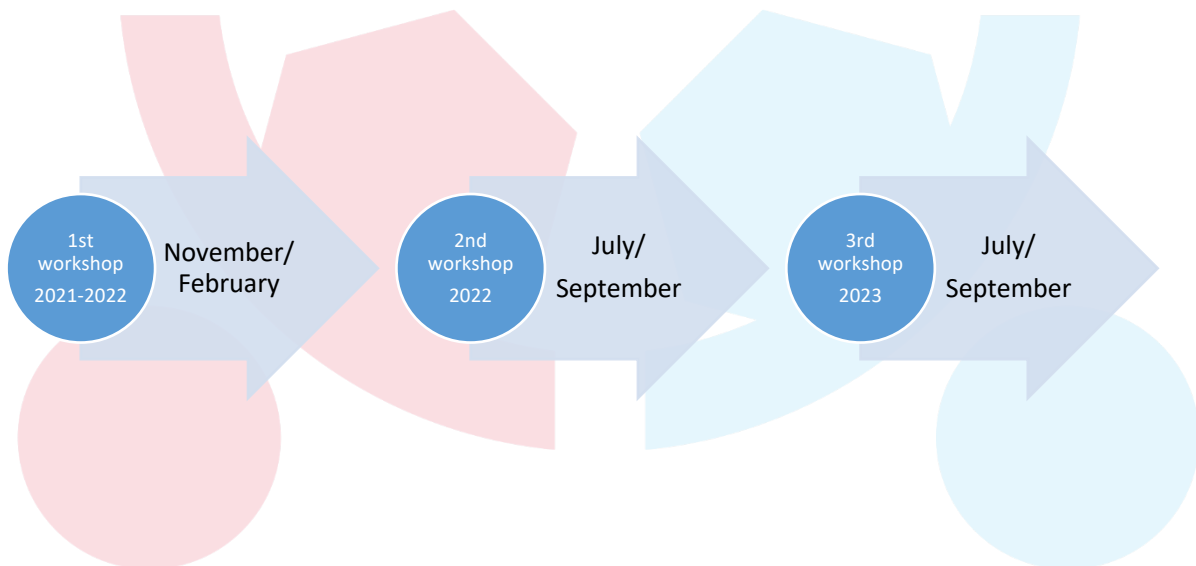 1st
workshop
2021-2022
November/
February
2nd
workshop
2022
July/
September
3rd
workshop
2023
July/
September